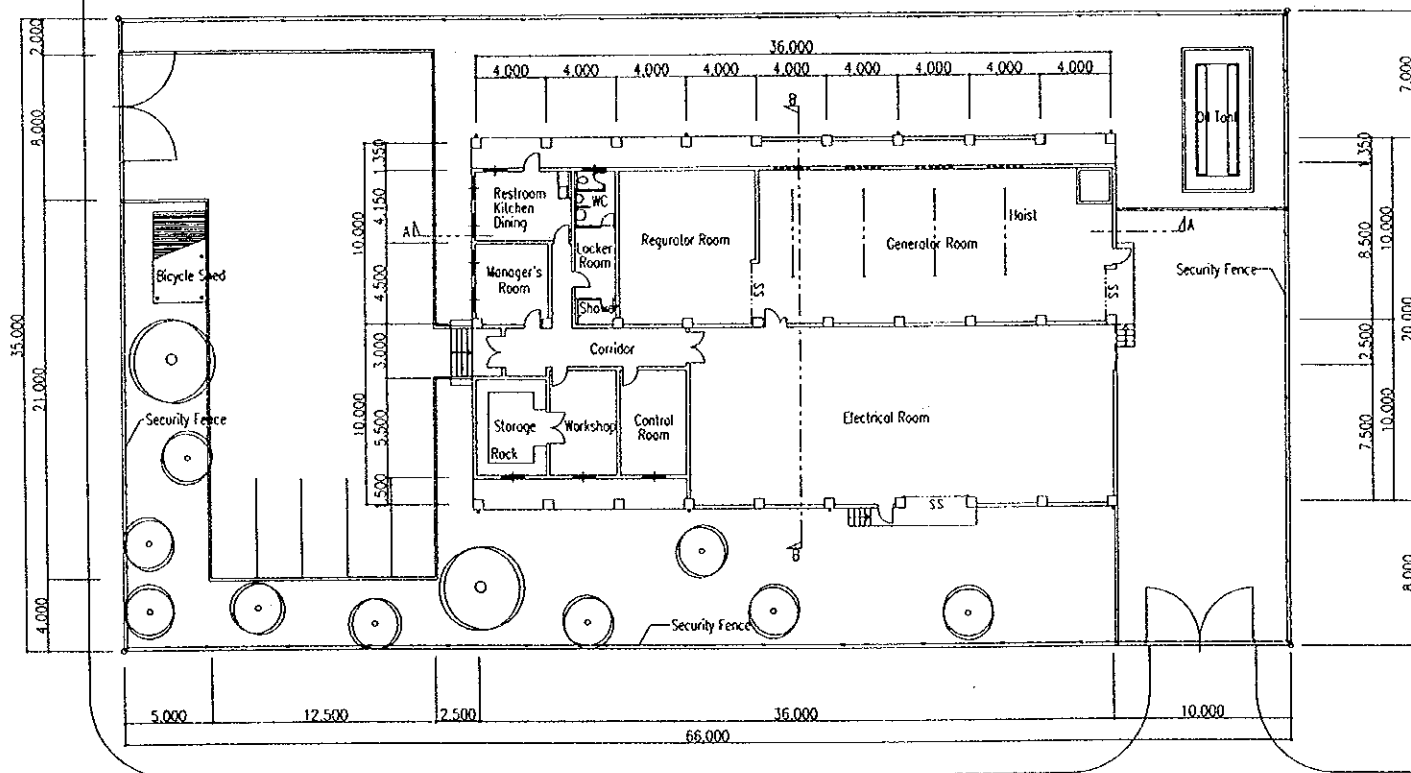 36.000
4.000 4.000 4.000 4.000 4.000 4.000 4.000 4.000 4.000
2.000
8.000
35.000
21.000
4.000
1.350
4.150
10.000
4.500
3.000
10.000
5.500
1.500
7.000
1.350
8.500
10.000
20.000
2.500
7.500
10.000
8.000
B
Oil Tank
Restroom
Kitchen
Dining
WC
A
A
Hoist
Regurator Room
Generator Room
Locker
Room
Manager's
Room
Shower
SS
SS
Security Fence
Bicycle Shed
Corridor
Security Fence
Storage
Rock
Workshop
Control
Room
Electrical Room
SS
B
Security Fence
5.000 12.500 2.500 36.000 10.000
66.000